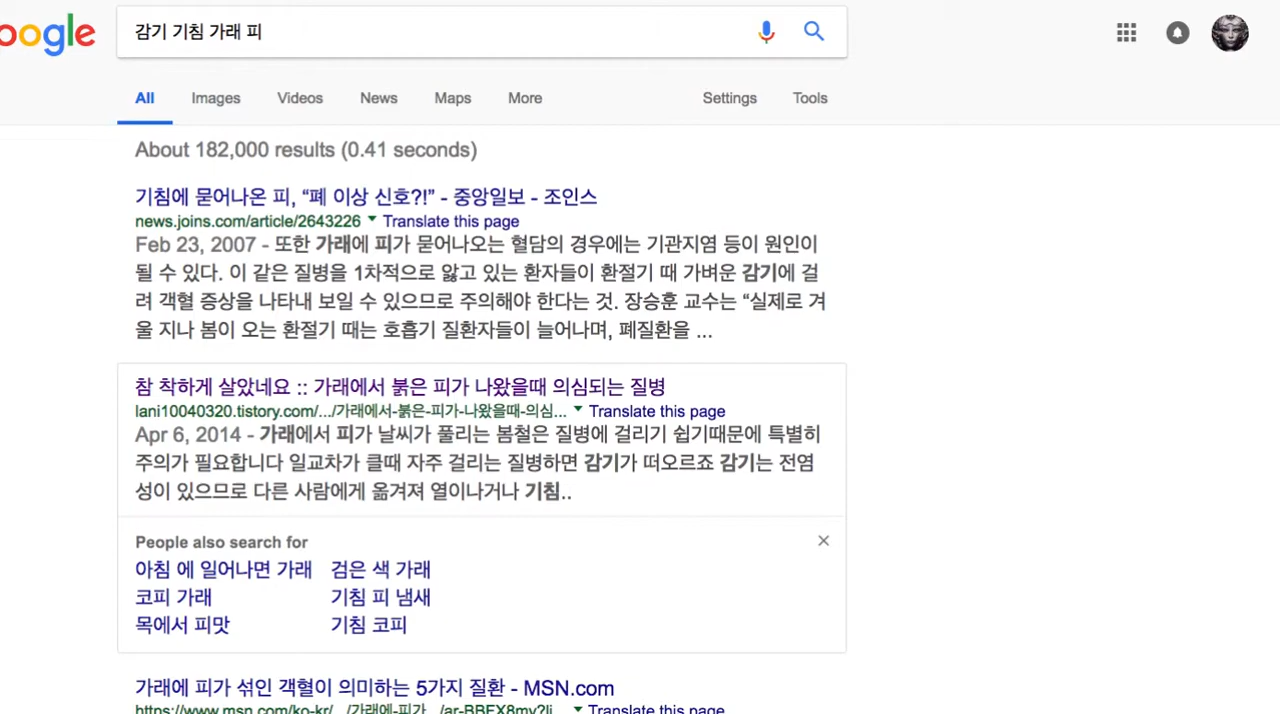 oogle
감기 기침 가래 피
All Images Videos News Maps More Settings Tools
About 182,000 results (0.41 seconds)
기침에 묻어나온 피, “폐 이상 신호?!” - 중앙일보 - 조인스
news.joins.com/article/2643226 Translate this page
Feb 23, 2007 - 또한 가래에 피가 묻어나오는 혈담의 경우에는 기관지염 등이 원인이
될 수 있다. 이 같은 질병을 1차적으로 앓고 있는 환자들이 환절기 때 가벼운 감기에 걸
려 객혈 증상을 나타내 보일 수 있으므로 주의해야 한다는 것. 장승훈 교수는 “실제로 겨
울 지나 봄이 오는 환절기 때는 호흡기 질환자들이 늘어나며, 폐질환을 ...
참 착하게 살았네요 :: 가래에서 붉은 피가 나왔을때 의심되는 질병
lani10040320.tistory.com/.../가래에서-붉은-피가-나왔을때-의심... Translate this page
Apr 6, 2014 - 가래에서 피가 날씨가 풀리는 봄철은 질병에 걸리기 쉽기때문에 특별히
주의가 필요합니다 일교차가 클때 자주 걸리는 질병하면 감기가 떠오르죠 감기는 전염
성이 있으므로 다른 사람에게 옮겨져 열이나거나 기침..
People also search for
아침 에 일어나면 가래 검은 색 가래
코피 가래 기침 피 냄새
목에서 피맛 기침 코피
가래에 피가 섞인 객혈이 의미하는 5가지 질환 - MSN.com
https://www.msn.com/ko-kr/.../가래에-피가.../ar-BBFX8mv?li... Translate this page